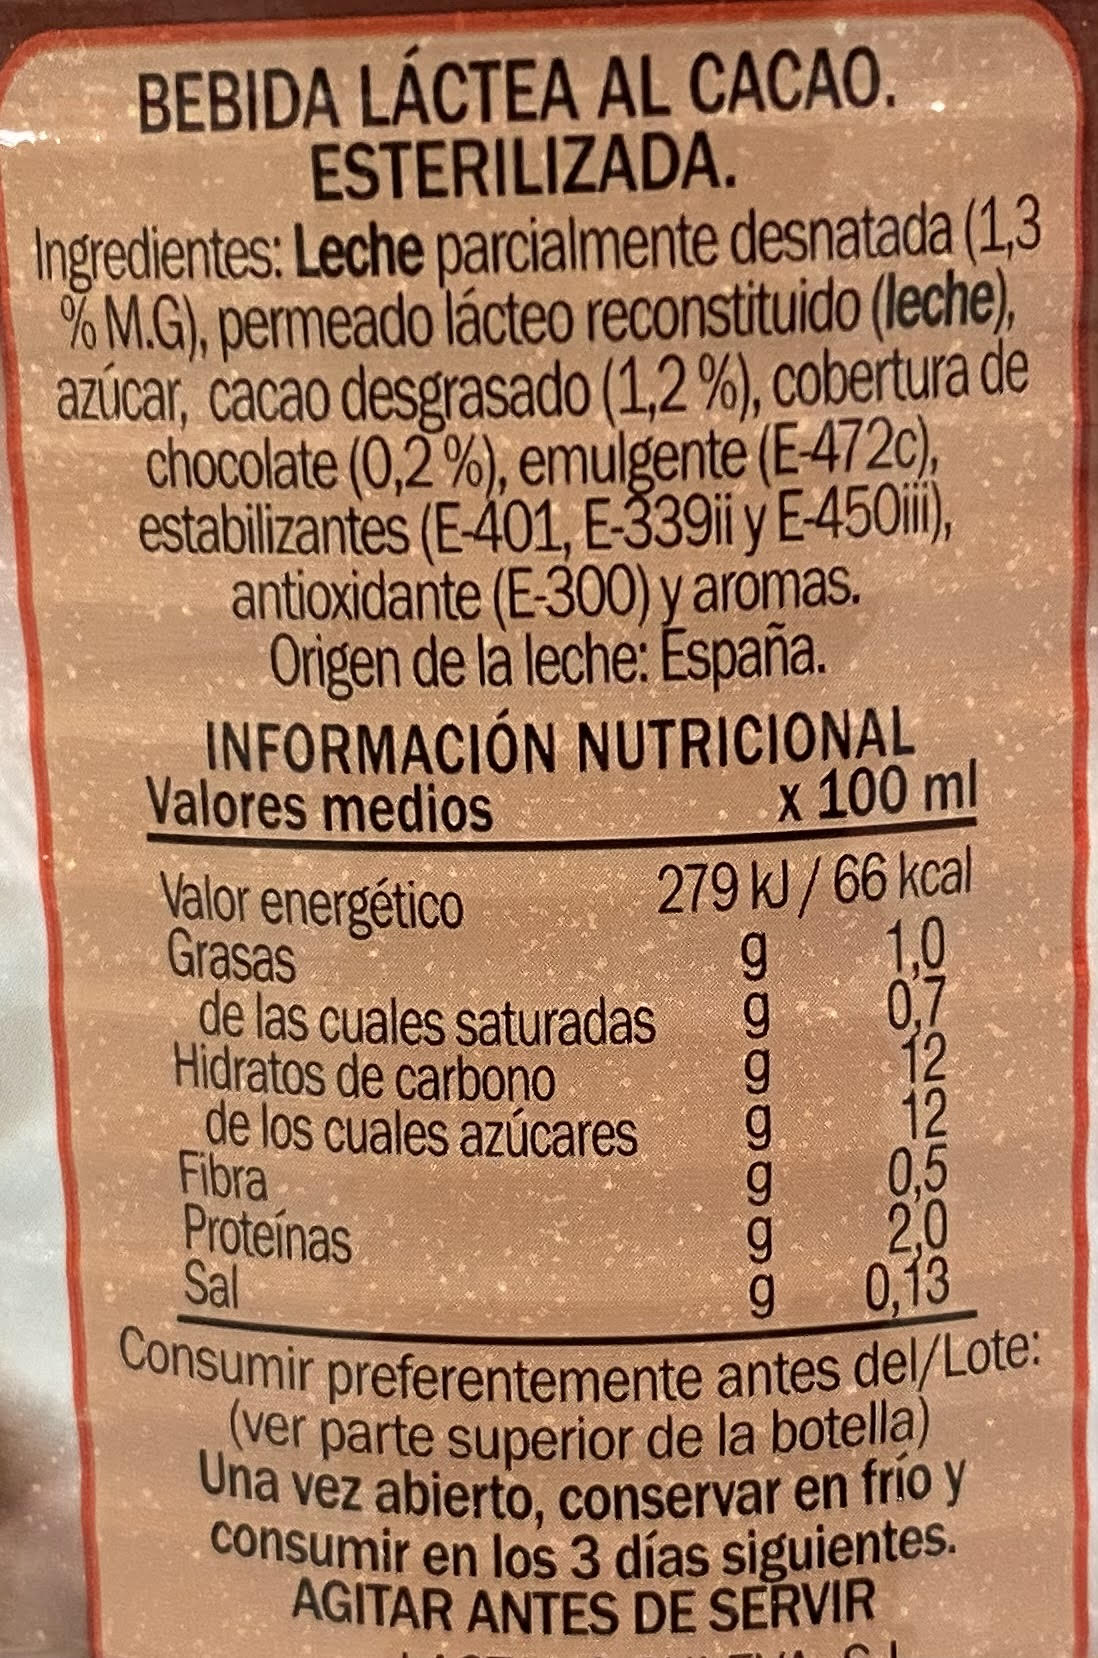 BEBIDA LÁCTEA AL CACAO.
ESTERILIZADA.
Ingredientes: Leche parcialmente desnatada (1,3
% M.G), permeado lácteo reconstituido (leche),
azúcar, cacao desgrasado (1,2 %), cobertura de
chocolate (0,2 %), emulgente (E-472c),
estabilizantes (E-401, E-339ii y E-450iii),
antioxidante (E-300) y aromas.
Origen de la leche: España.
INFORMACIÓN NUTRICIONAL
Valores medios x 100 ml
Valor energético 279 kJ / 66 kcal
Grasas g 1,0
de las cuales saturadas g 0,7
Hidratos de carbono g 12
de los cuales azúcares g 12
Fibra g 0,5
Proteínas g 2,0
Sal g 0,13
Consumir preferentemente antes del/Lote:
(ver parte superior de la botella)
Una vez abierto, conservar en frío y
consumir en los 3 días siguientes.
AGITAR ANTES DE SERVIR